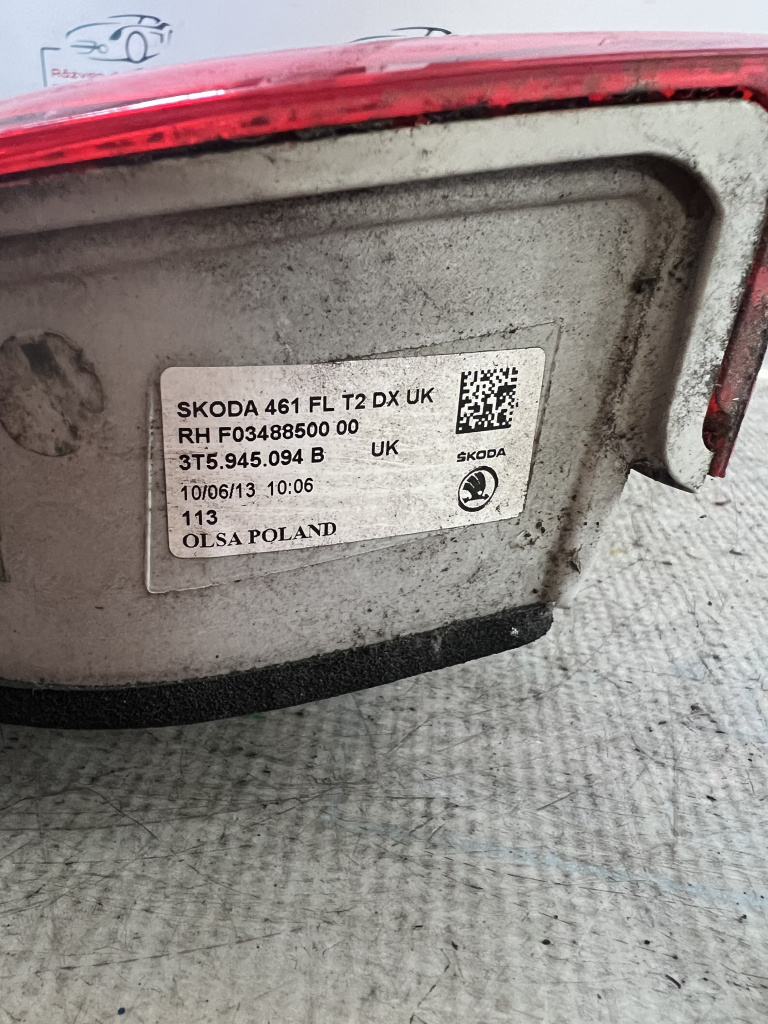 Răzvan
SKODA 461 FL T2 DX UK
RH F03488500 00
3T5.945.094 B UK
10/06/13 10:06
113
OLSA POLAND
ŠKODA